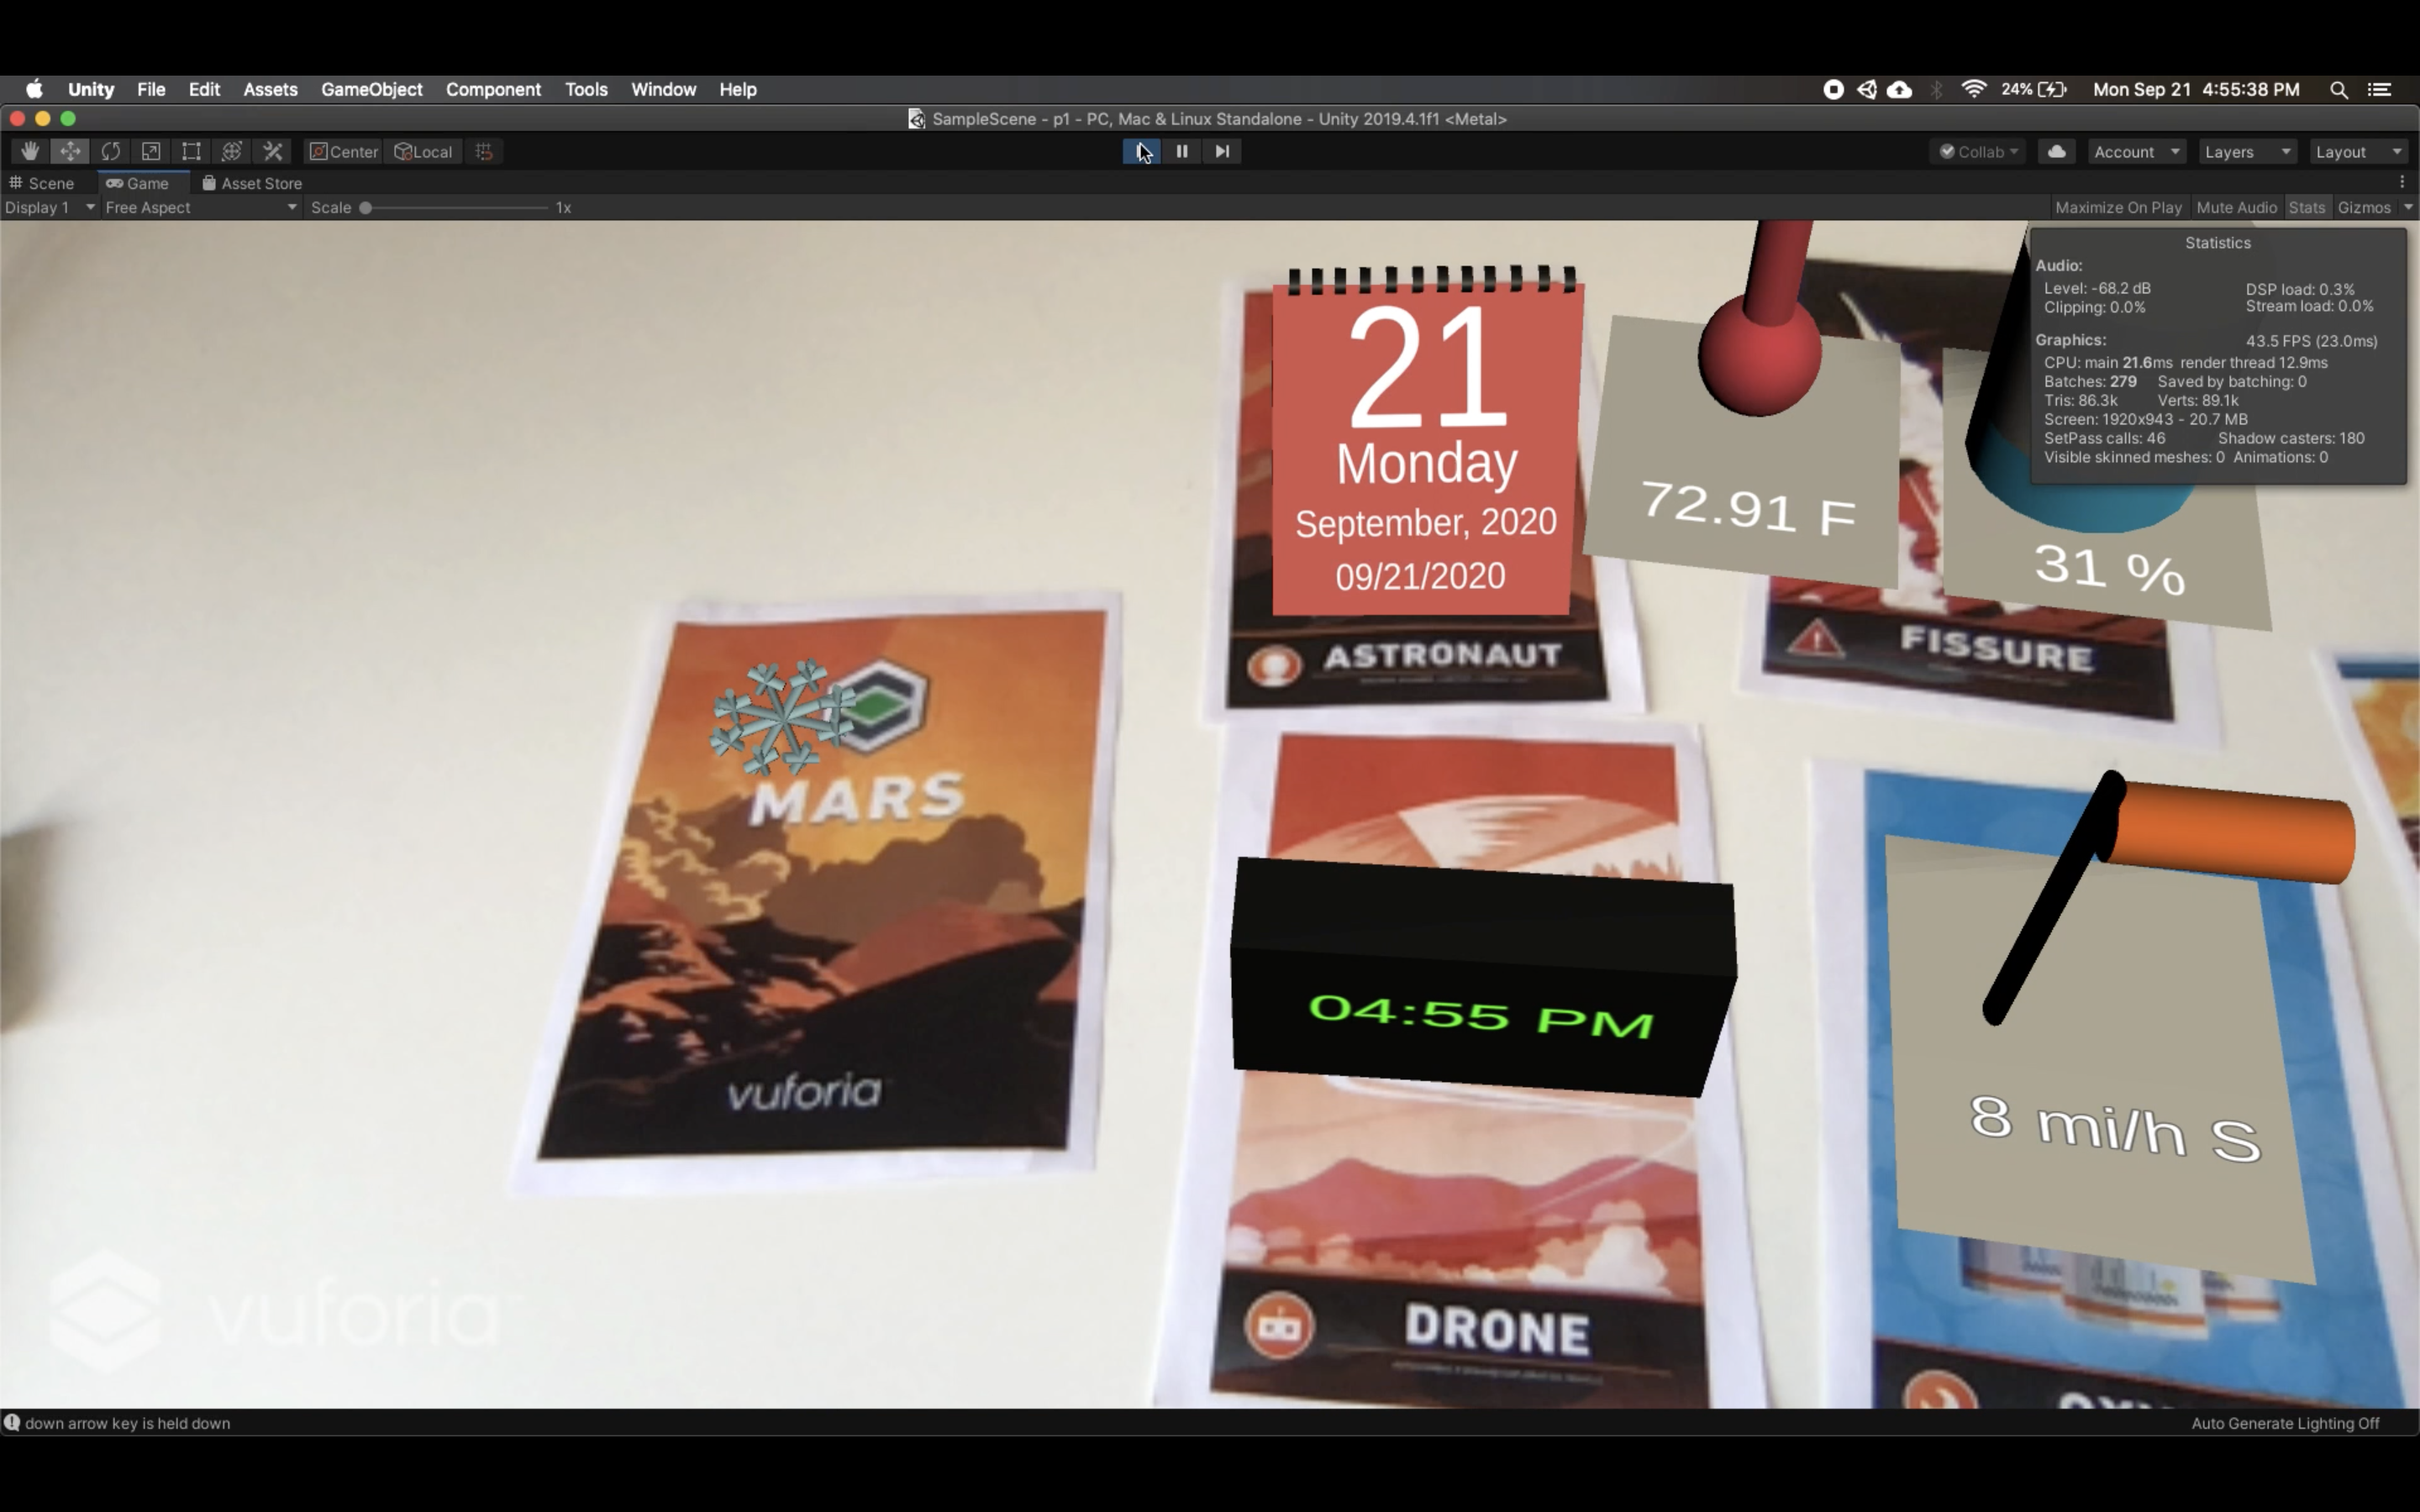 Unity File Edit Assets GameObject Component Tools Window Help 24% Mon Sep 21 4:55:38 PM
SampleScene - p1 - PC, Mac & Linux Standalone - Unity 2019.4.1f1 <Metal>
Center Local Collab Account Layers Layout
Scene Game Asset Store
Display 1 Free Aspect Scale 1x Maximize On Play Mute Audio Stats Gizmos
Statistics
Audio:
Level: -68.2 dB DSP load: 0.3%
Clipping: 0.0% Stream load: 0.0%
Graphics: 43.5 FPS (23.0ms)
CPU: main 21.6ms render thread 12.9ms
Batches: 279 Saved by batching: 0
Tris: 86.3k Verts: 89.1k
Screen: 1920x943 - 20.7 MB
SetPass calls: 46 Shadow casters: 180
Visible skinned meshes: 0 Animations: 0
21
Monday
September, 2020
09/21/2020
72.91 F
31 %
ASTRONAUT
FISSURE
MARS
vuforia
04:55 PM
8 mi/h S
DRONE
vuforia
down arrow key is held down Auto Generate Lighting Off